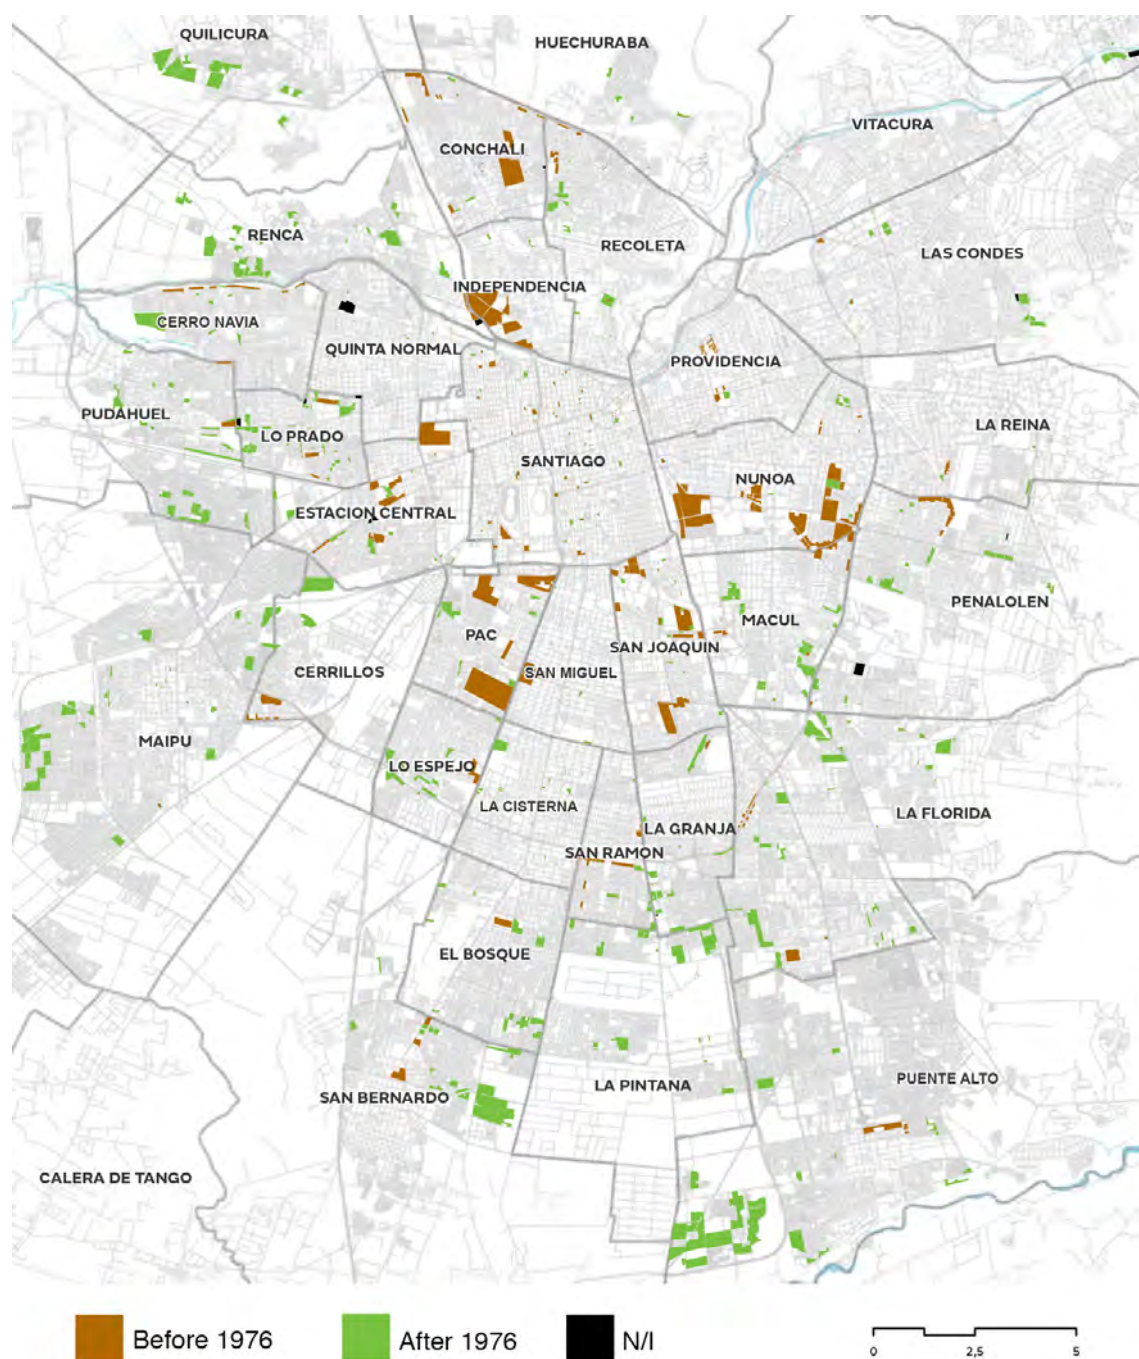 QUILICURA
HUECHURABA
VITACURA
CONCHALI
RENCA
RECOLETA
LAS CONDES
INDEPENDENCIA
CERRO NAVIA
QUINTA NORMAL
PROVIDENCIA
PUDAHUEL
LO PRADO
LA REINA
SANTIAGO
NUNOA
ESTACION CENTRAL
PENALOLEN
MACUL
PAC
SAN JOAQUIN
CERRILLOS
SAN MIGUEL
MAIPU
LO ESPEJO
LA CISTERNA
LA FLORIDA
LA GRANJA
SAN RAMON
EL BOSQUE
PUENTE ALTO
LA PINTANA
SAN BERNARDO
CALERA DE TANGO
Before 1976
After 1976
N/I
0 2,5 5